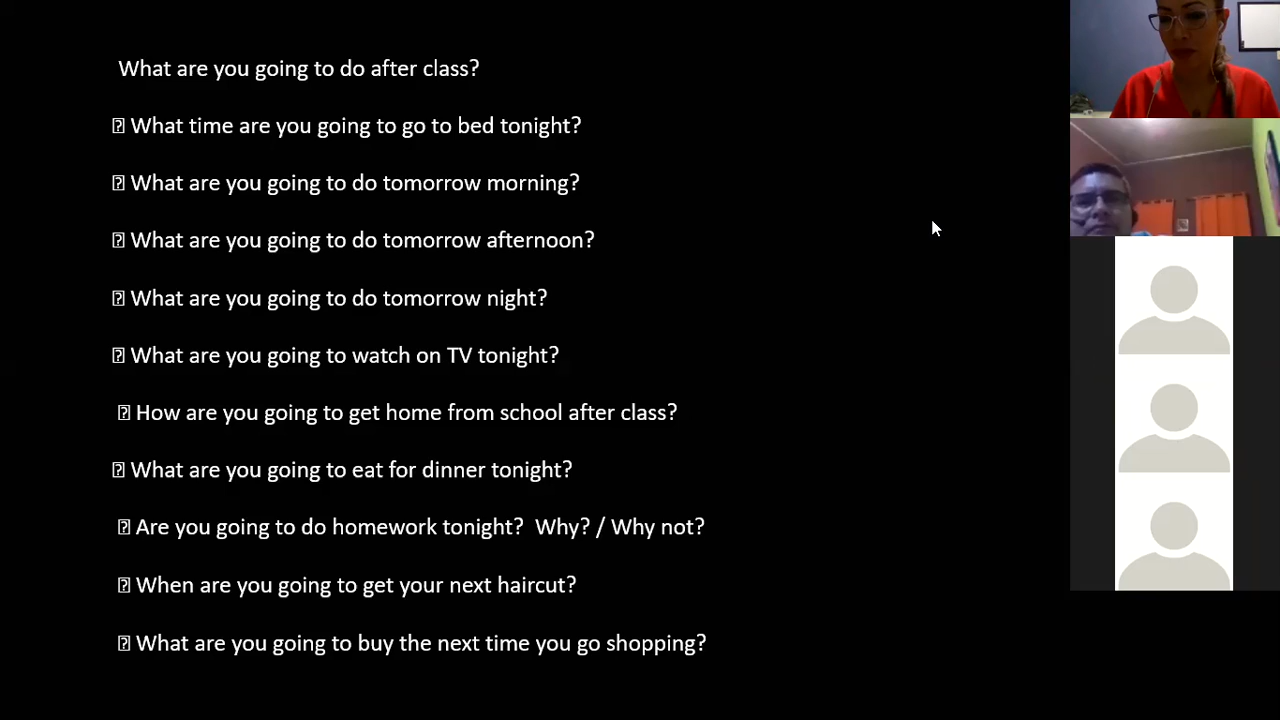 What are you going to do after class?
⍰ What time are you going to go to bed tonight?
⍰ What are you going to do tomorrow morning?
⍰ What are you going to do tomorrow afternoon?
⍰ What are you going to do tomorrow night?
⍰ What are you going to watch on TV tonight?
⍰ How are you going to get home from school after class?
⍰ What are you going to eat for dinner tonight?
⍰ Are you going to do homework tonight?  Why? / Why not?
⍰ When are you going to get your next haircut?
⍰ What are you going to buy the next time you go shopping?